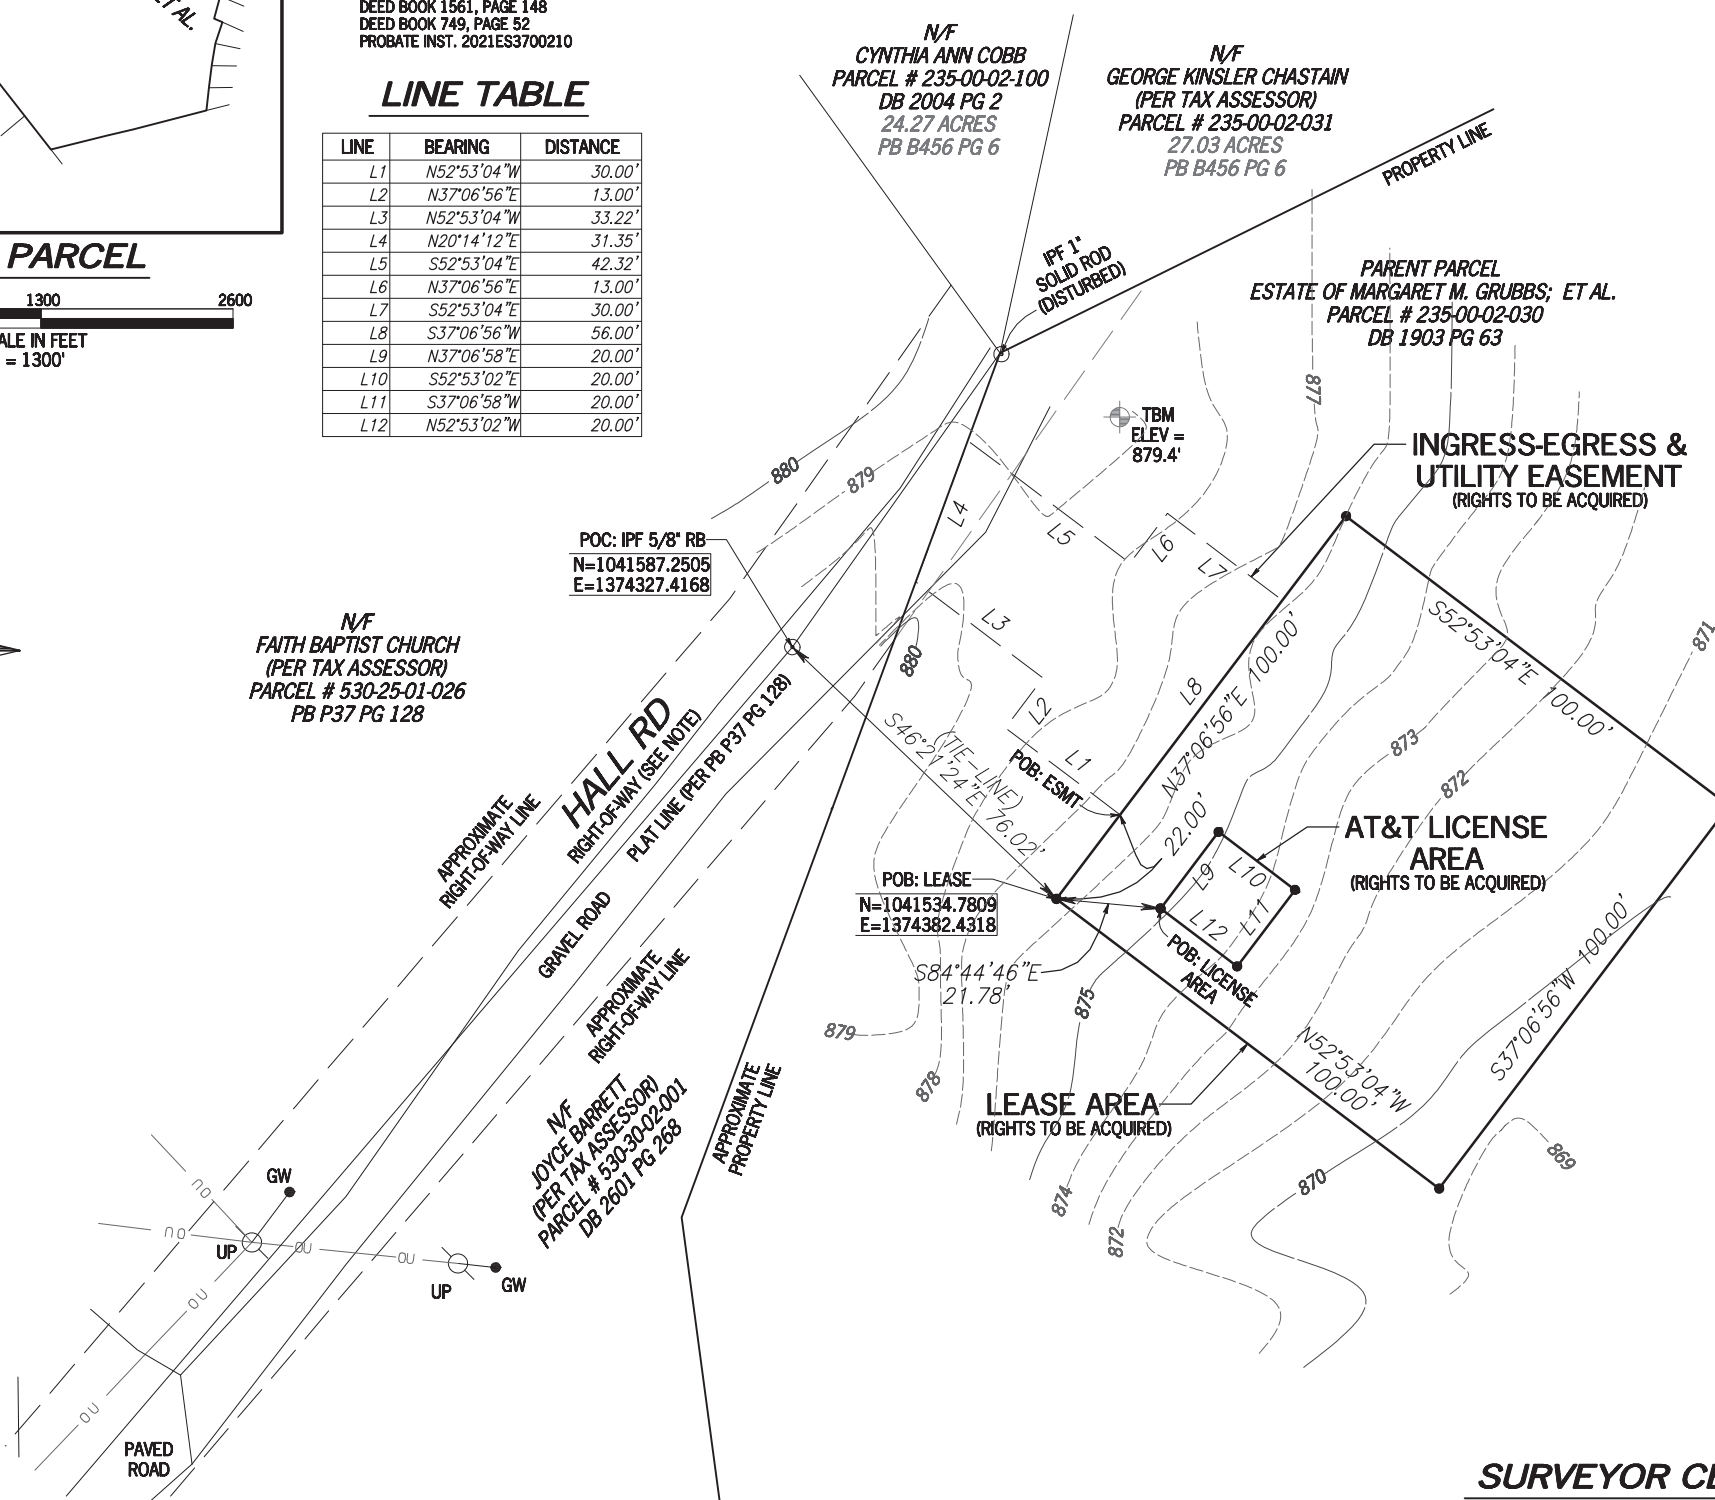 T AL.
DEED BOOK 1561, PAGE 148
DEED BOOK 749, PAGE 52
PROBATE INST. 2021ES3700210
LINE TABLE
LINE BEARING DISTANCE
L1 N52°53'04"W 30.00'
L2 N37°06'56"E 13.00'
L3 N52°53'04"W 33.22'
L4 N20°14'12"E 31.35'
L5 S52°53'04"E 42.32'
L6 N37°06'56"E 13.00'
L7 S52°53'04"E 30.00'
L8 S37°06'56"W 56.00'
L9 N37°06'58"E 20.00'
L10 S52°53'02"E 20.00'
L11 S37°06'58"W 20.00'
L12 N52°53'02"W 20.00'
PARCEL
1300 2600
ALE IN FEET
= 1300'
N/F
CYNTHIA ANN COBB
PARCEL # 235-00-02-100
DB 2004 PG 2
24.27 ACRES
PB B456 PG 6
N/F
GEORGE KINSLER CHASTAIN
(PER TAX ASSESSOR)
PARCEL # 235-00-02-031
27.03 ACRES
PB B456 PG 6
PROPERTY LINE
IPF 1"
SOLID ROD
(DISTURBED)
PARENT PARCEL
ESTATE OF MARGARET M. GRUBBS; ET AL.
PARCEL # 235-00-02-030
DB 1903 PG 63
877
TBM
ELEV =
879.4'
INGRESS-EGRESS &
UTILITY EASEMENT
(RIGHTS TO BE ACQUIRED)
880
879
L4
L5
L6
L7
POC: IPF 5/8" RB
N=1041587.2505
E=1374327.4168
N/F
FAITH BAPTIST CHURCH
(PER TAX ASSESSOR)
PARCEL # 530-25-01-026
PB P37 PG 128
L3
880
L2
L1
L8
N37°06'56"E 100.00'
S52°53'04"E 100.00'
871
873
872
S46°21'24"E 76.02'
(TIE-LINE)
POB: ESMT
22.00'
HALL RD
RIGHT-OF-WAY (SEE NOTE)
PLAT LINE (PER PB P37 PG 128)
APPROXIMATE
RIGHT-OF-WAY LINE
GRAVEL ROAD
APPROXIMATE
RIGHT-OF-WAY LINE
AT&T LICENSE
AREA
(RIGHTS TO BE ACQUIRED)
L9
L10
L11
L12
POB: LEASE
N=1041534.7809
E=1374382.4318
POB: LICENSE
AREA
S84°44'46"E
21.78'
875
879
878
S37°06'56"W 100.00'
N52°53'04"W
100.00'
LEASE AREA
(RIGHTS TO BE ACQUIRED)
874
872
870
869
N/F
JOYCE BARRETT
(PER TAX ASSESSOR)
PARCEL # 530-30-02-001
DB 2601 PG 268
APPROXIMATE
PROPERTY LINE
GW
OU
OU
UP
OU
OU
UP
GW
OU
OU
PAVED
ROAD
SURVEYOR CE